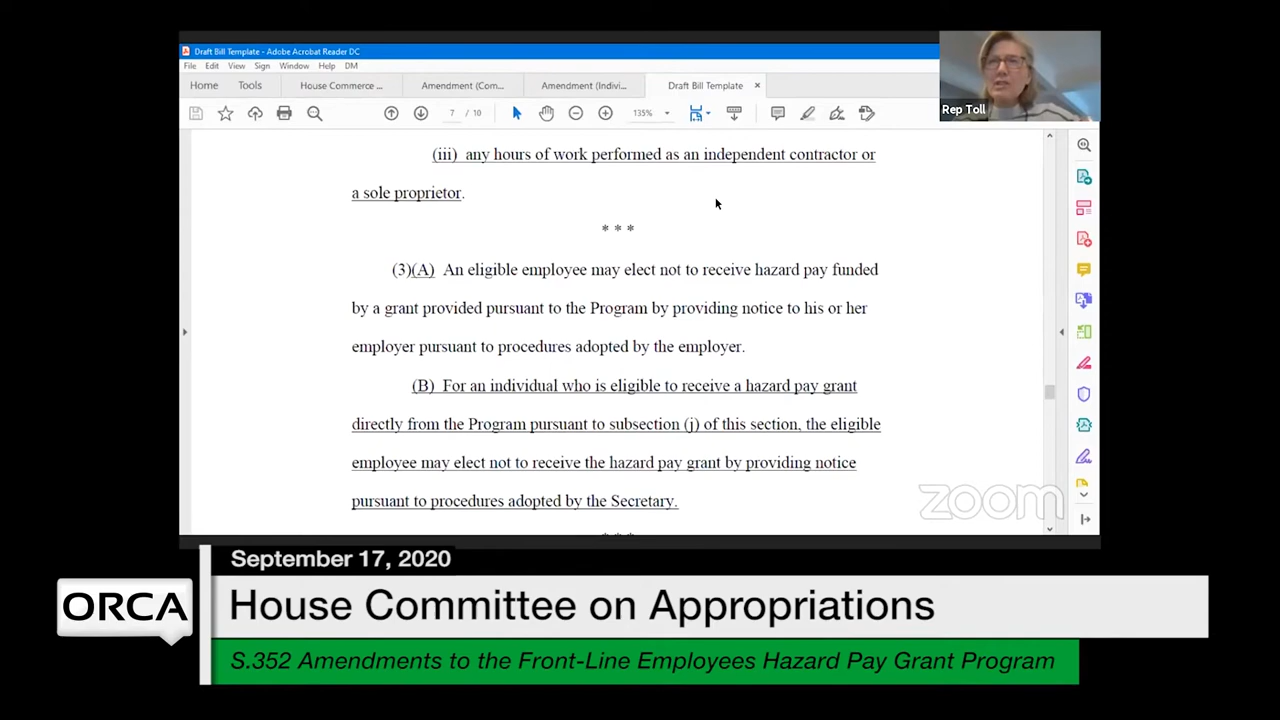 Draft Bill Template - Adobe Acrobat Reader DC
File Edit View Sign Window Help DM
Home Tools House Commerce ... Amendment (Com... Amendment (Indivi... Draft Bill Template ×
7 / 10 135%
Rep Toll
(iii) any hours of work performed as an independent contractor or
a sole proprietor.
* * *
(3)(A) An eligible employee may elect not to receive hazard pay funded
by a grant provided pursuant to the Program by providing notice to his or her
employer pursuant to procedures adopted by the employer.
(B) For an individual who is eligible to receive a hazard pay grant
directly from the Program pursuant to subsection (j) of this section, the eligible
employee may elect not to receive the hazard pay grant by providing notice
pursuant to procedures adopted by the Secretary.
* * *
zoom
September 17, 2020
ORCA
House Committee on Appropriations
S.352 Amendments to the Front-Line Employees Hazard Pay Grant Program